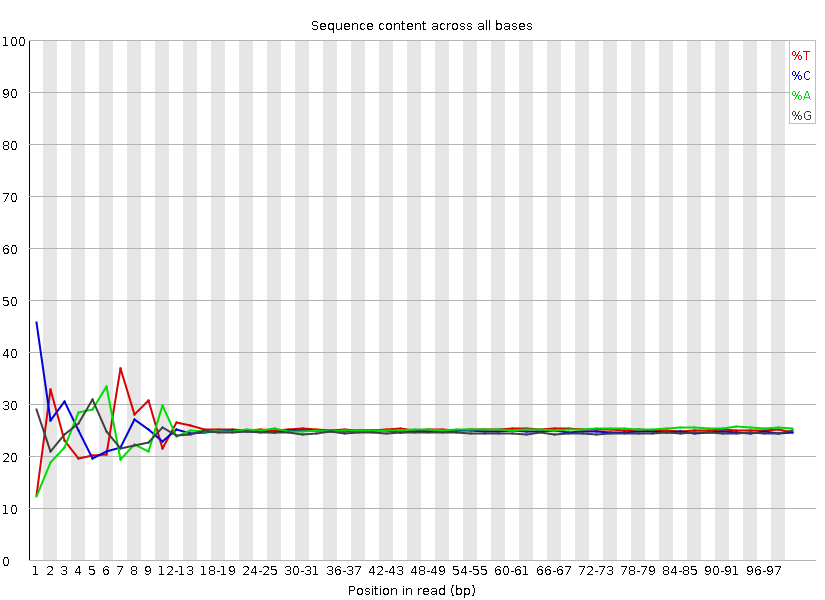 Sequence content across all bases
100
90
80
70
60
50
40
30
20
10
0
%T
%C
%A
%G
1 2 3 4 5 6 7 8 9 12-13 18-19 24-25 30-31 36-37 42-43 48-49 54-55 60-61 66-67 72-73 78-79 84-85 90-91 96-97
Position in read (bp)